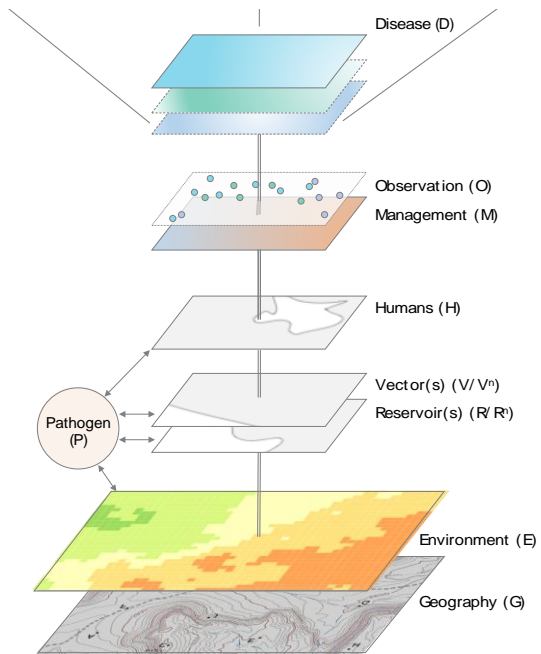 Disease (D)
Observation (O)
Management (M)
Humans (H)
Vector(s) (V/Vⁿ)
Reservoir(s) (R/Rⁿ)
Pathogen
(P)
Environment (E)
Geography (G)